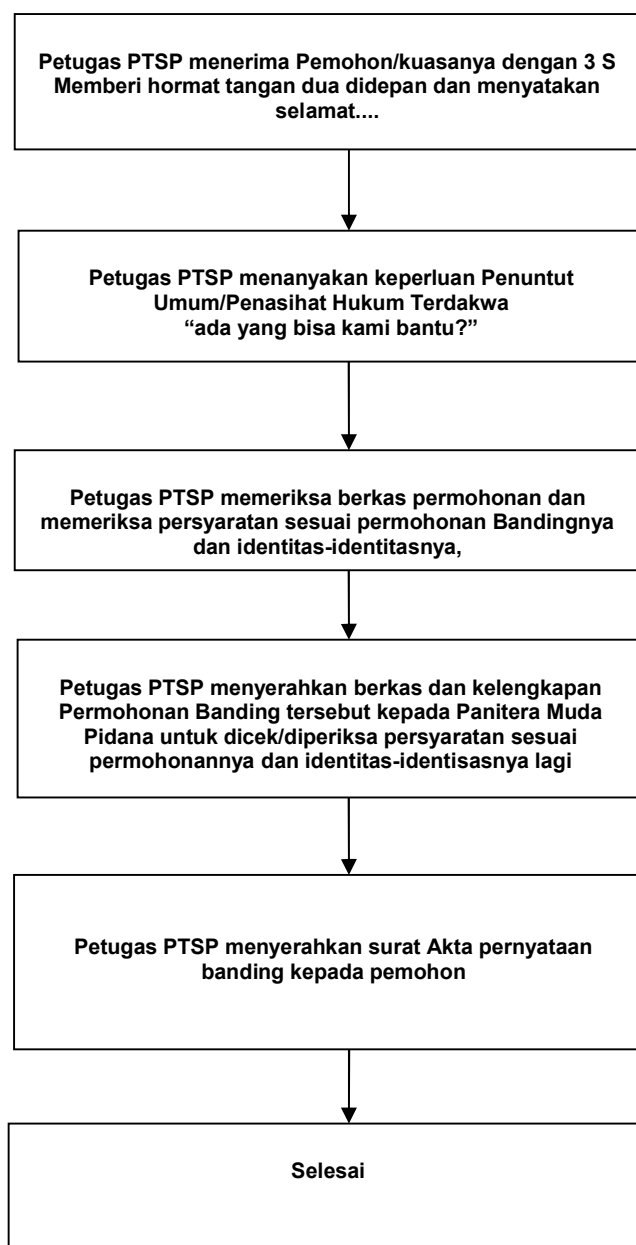 Petugas PTSP menerima Pemohon/kuasanya dengan 3 S
Memberi hormat tangan dua didepan dan menyatakan
selamat....
Petugas PTSP menanyakan keperluan Penuntut
Umum/Penasihat Hukum Terdakwa
“ada yang bisa kami bantu?”
Petugas PTSP memeriksa berkas permohonan dan
memeriksa persyaratan sesuai permohonan Bandingnya
dan identitas-identitasnya,
Petugas PTSP menyerahkan berkas dan kelengkapan
Permohonan Banding tersebut kepada Panitera Muda
Pidana untuk dicek/diperiksa persyaratan sesuai
permohonannya dan identitas-identisasnya lagi
Petugas PTSP menyerahkan surat Akta pernyataan
banding kepada pemohon
Selesai